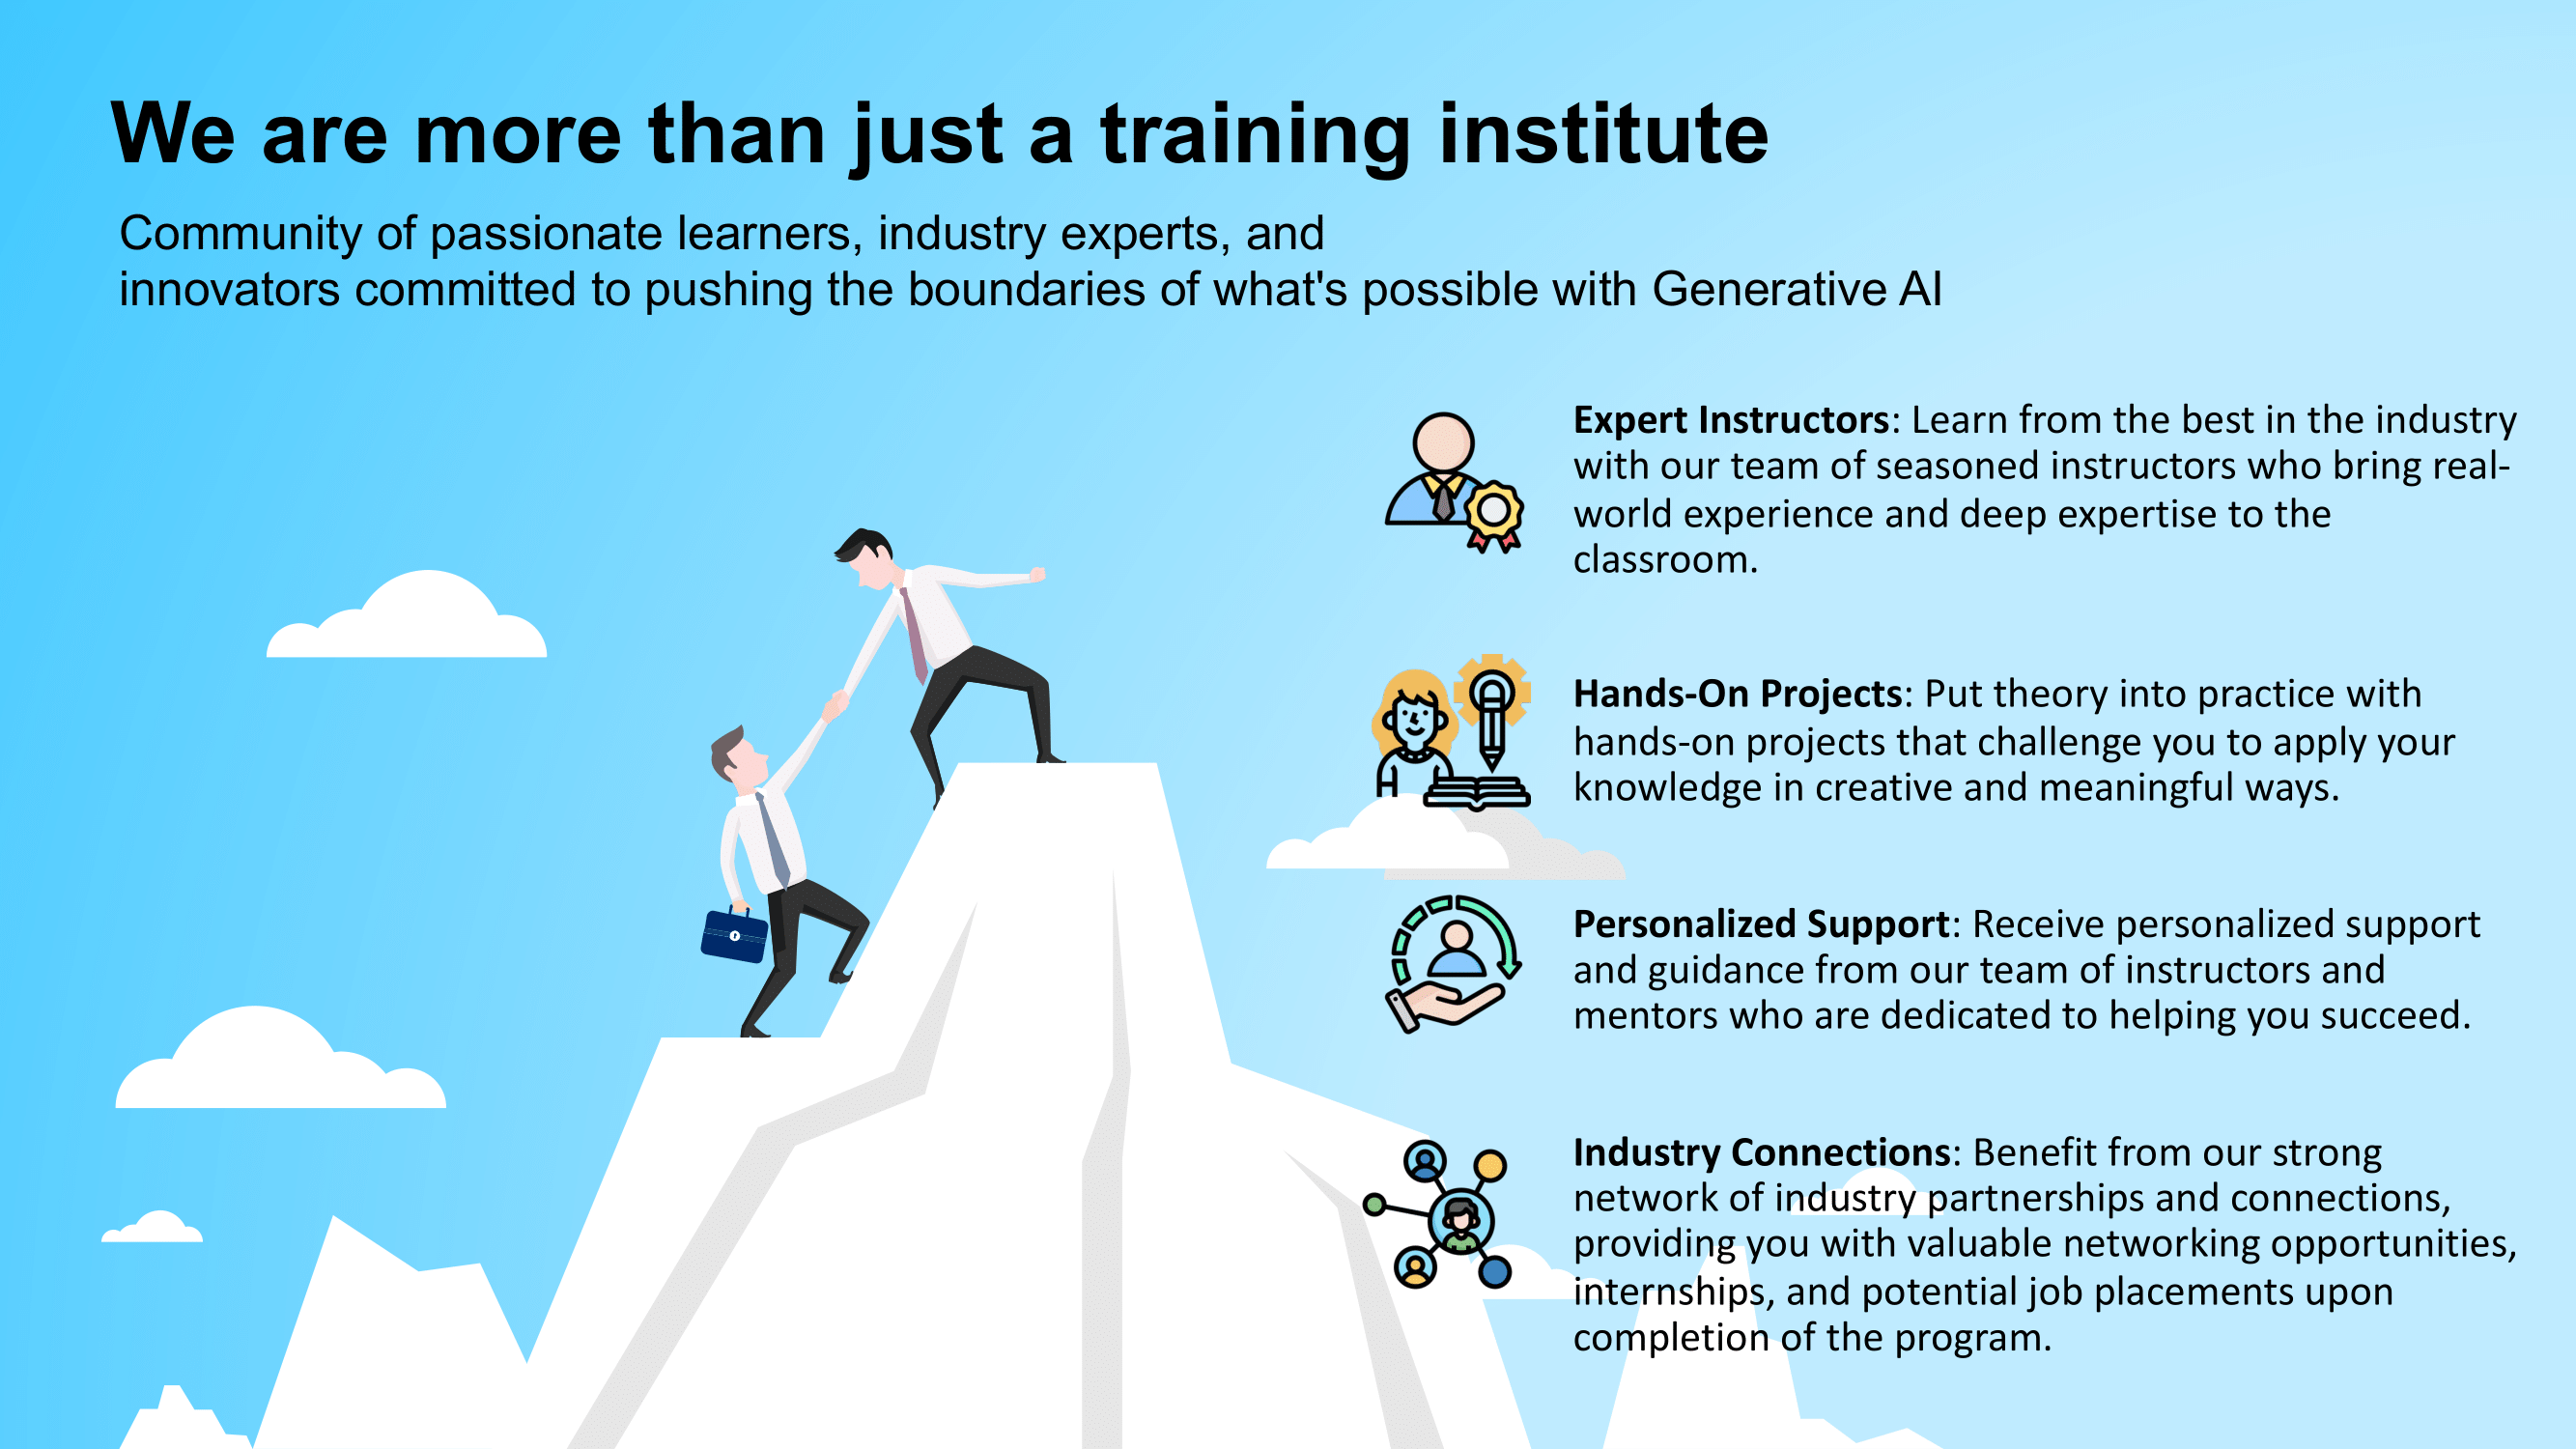 We are more than just a training institute
Community of passionate learners, industry experts, and
innovators committed to pushing the boundaries of what's possible with Generative AI
Expert Instructors: Learn from the best in the industry
with our team of seasoned instructors who bring real-
world experience and deep expertise to the
classroom.
Hands-On Projects: Put theory into practice with
hands-on projects that challenge you to apply your
knowledge in creative and meaningful ways.
Personalized Support: Receive personalized support
and guidance from our team of instructors and
mentors who are dedicated to helping you succeed.
Industry Connections: Benefit from our strong
network of industry partnerships and connections,
providing you with valuable networking opportunities,
internships, and potential job placements upon
completion of the program.